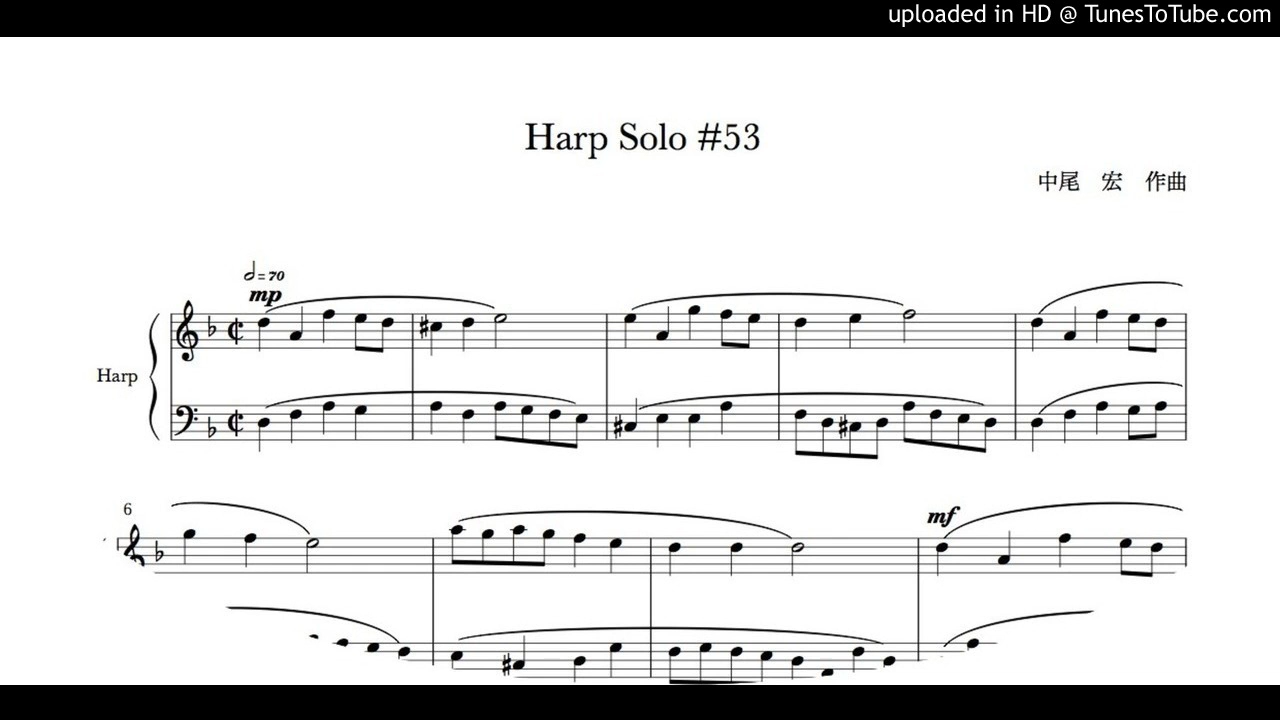 uploaded in HD @ TunesToTube.com
Harp Solo #53
中尾　宏　作曲
=70
mp
Harp
6
mf